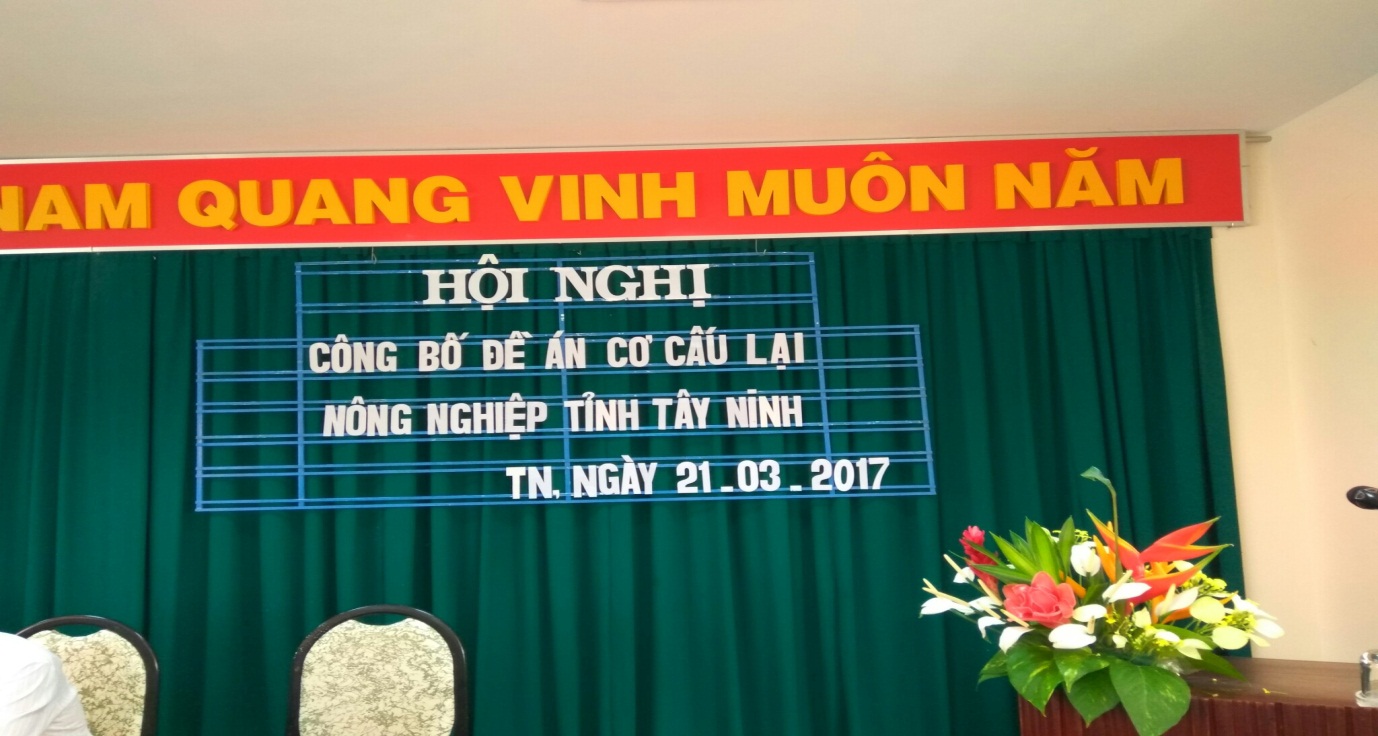 NAM QUANG VINH MUÔN NĂM
HỘI NGHỊ
CÔNG BỐ ĐỀ ÁN CƠ CẤU LẠI
NÔNG NGHIỆP TỈNH TÂY NINH
TN, NGÀY 21-03-2017